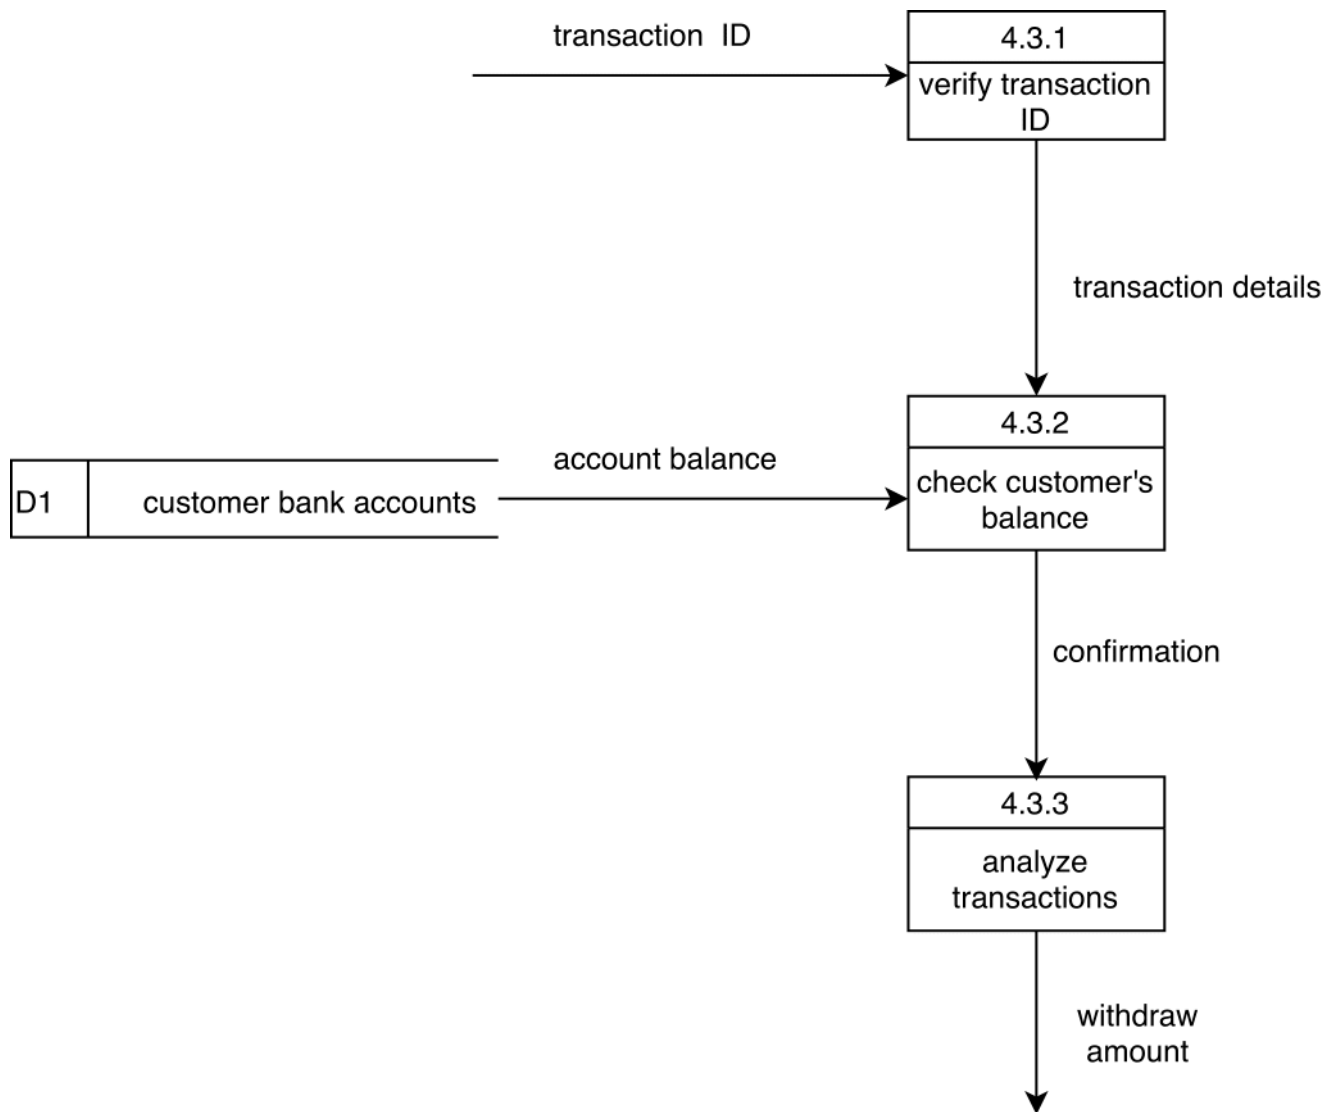 transaction  ID
4.3.1
verify transaction
ID
transaction details
4.3.2
account balance
check customer's
balance
D1
customer bank accounts
confirmation
4.3.3
analyze
transactions
withdraw
amount